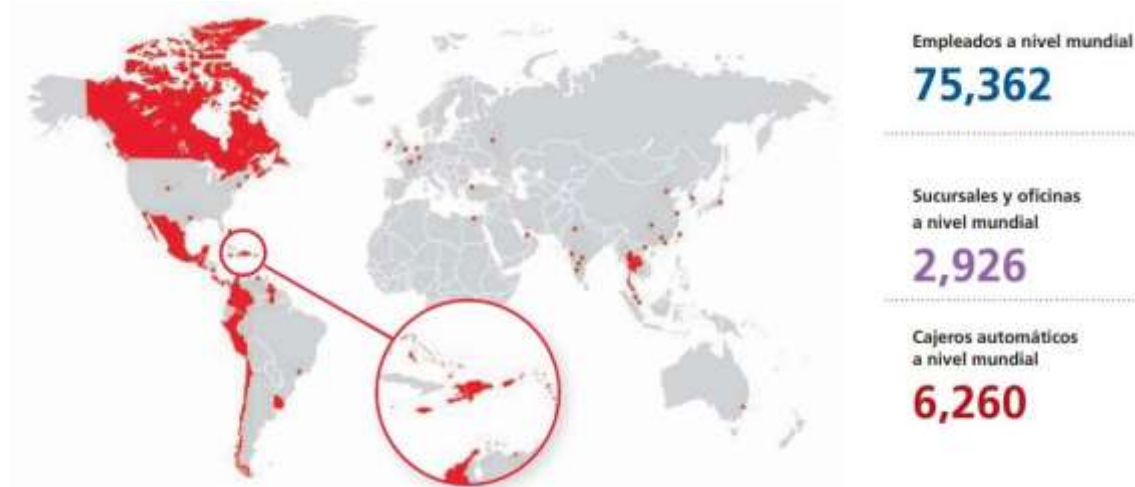 Empleados a nivel mundial
75,362
Sucursales y oficinas
a nivel mundial
2,926
Cajeros automáticos
a nivel mundial
6,260